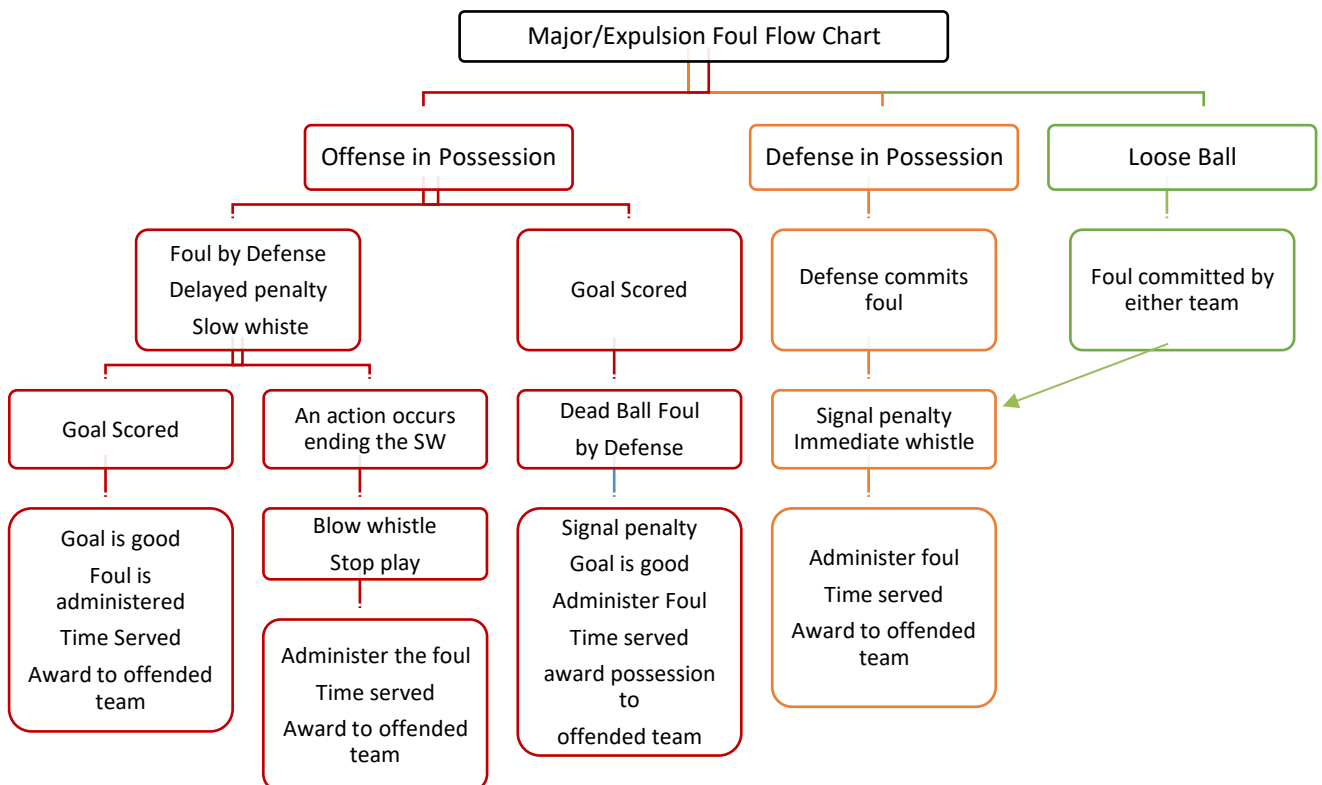 Major/Expulsion Foul Flow Chart
Offense in Possession
Defense in Possession
Loose Ball
Foul by Defense
Delayed penalty
Slow whiste
Goal Scored
Defense commits
foul
Foul committed by
either team
Goal Scored
An action occurs
ending the SW
Dead Ball Foul
by Defense
Signal penalty
Immediate whistle
Goal is good
Foul is
administered
Time Served
Award to offended
team
Blow whistle
Stop play
Administer the foul
Time served
Award to offended
team
Signal penalty
Goal is good
Administer Foul
Time served
award possession
to
offended team
Administer foul
Time served
Award to offended
team